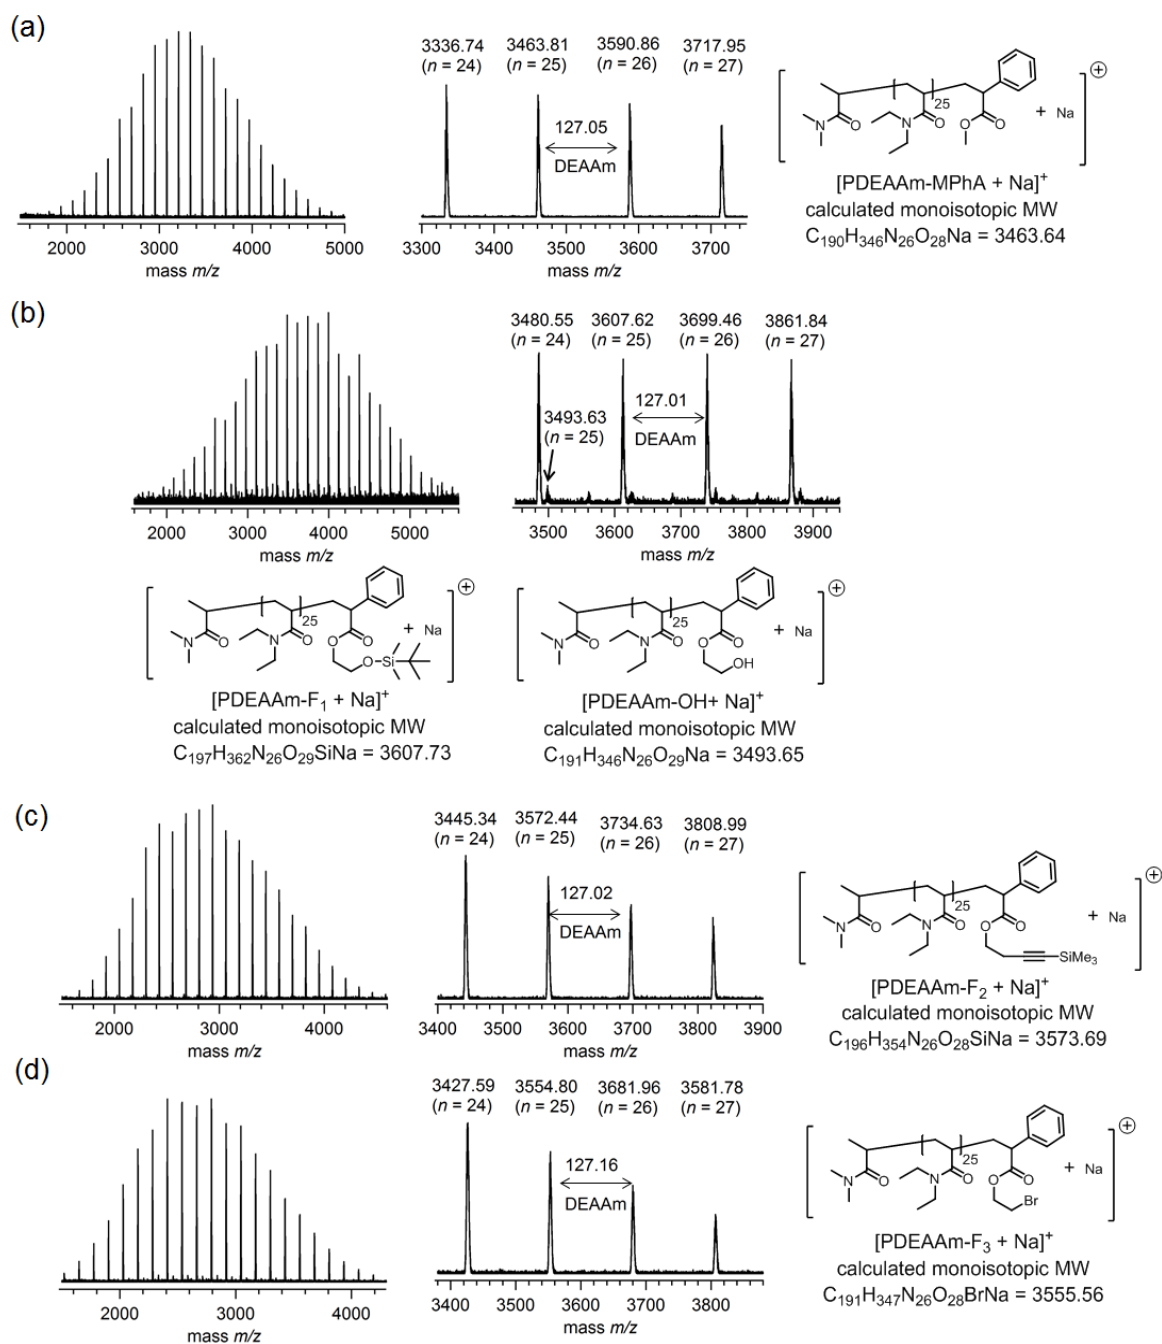 (a)
3336.74 3463.81 3590.86 3717.95
(n = 24) (n = 25) (n = 26) (n = 27)
127.05
DEAAm
2000 3000 4000 5000
mass m/z
3300 3400 3500 3600 3700
mass m/z
25
N O N O O O
+ Na
⊕
[PDEAAm-MPhA + Na]⁺
calculated monoisotopic MW
C₁₉₀H₃₄₆N₂₆O₂₈Na = 3463.64
(b)
3480.55 3607.62 3699.46 3861.84
(n = 24) (n = 25) (n = 26) (n = 27)
3493.63
(n = 25)
127.01
DEAAm
2000 3000 4000 5000
mass m/z
3500 3600 3700 3800 3900
mass m/z
25
N O N O O O
O-Si
+ Na
⊕
[PDEAAm-F₁ + Na]⁺
calculated monoisotopic MW
C₁₉₇H₃₆₂N₂₆O₂₉SiNa = 3607.73
25
N O N O O O
OH
+ Na
⊕
[PDEAAm-OH+ Na]⁺
calculated monoisotopic MW
C₁₉₁H₃₄₆N₂₆O₂₉Na = 3493.65
(c)
3445.34 3572.44 3734.63 3808.99
(n = 24) (n = 25) (n = 26) (n = 27)
127.02
DEAAm
2000 3000 4000
mass m/z
3400 3500 3600 3700 3800 3900
mass m/z
25
N O N O O O
SiMe₃
+ Na
⊕
[PDEAAm-F₂ + Na]⁺
calculated monoisotopic MW
C₁₉₆H₃₅₄N₂₆O₂₈SiNa = 3573.69
(d)
3427.59 3554.80 3681.96 3581.78
(n = 24) (n = 25) (n = 26) (n = 27)
127.16
DEAAm
2000 3000 4000
mass m/z
3400 3500 3600 3700 3800
mass m/z
25
N O N O O O
Br
+ Na
⊕
[PDEAAm-F₃ + Na]⁺
calculated monoisotopic MW
C₁₉₁H₃₄₇N₂₆O₂₈BrNa = 3555.56